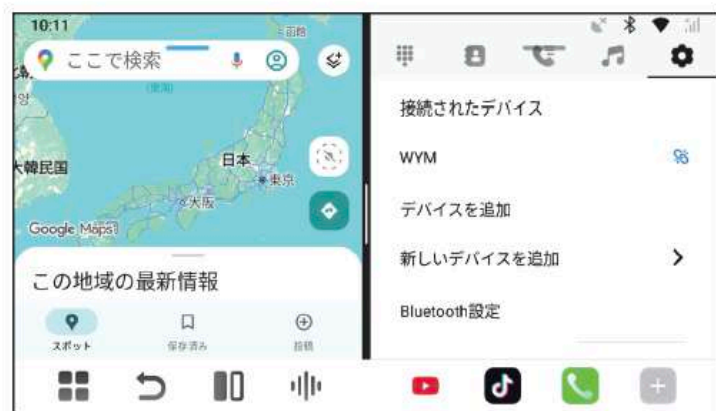 10:11
函館
ここで検索
(東海)
大韓民国
日本
東京
大阪
Google Maps
この地域の最新情報
スポット
保存済み
投稿
接続されたデバイス
WYM
デバイスを追加
新しいデバイスを追加
Bluetooth設定